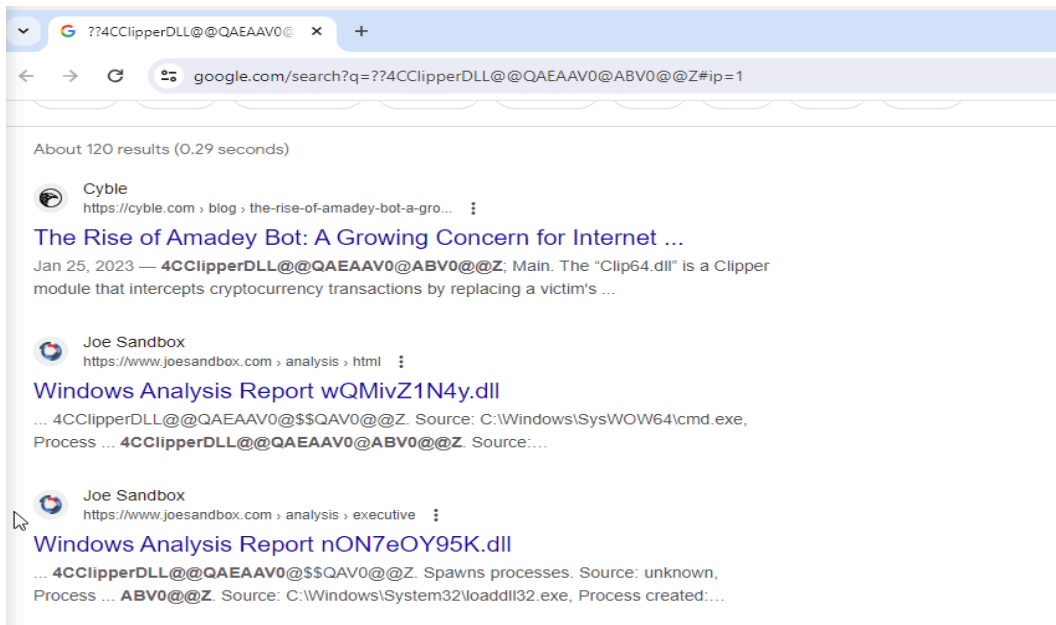 ??4CClipperDLL@@QAEAAV0@
google.com/search?q=??4CClipperDLL@@QAEAAV0@ABV0@@Z#ip=1
About 120 results (0.29 seconds)
Cyble
https://cyble.com › blog › the-rise-of-amadey-bot-a-gro...
The Rise of Amadey Bot: A Growing Concern for Internet ...
Jan 25, 2023 — 4CClipperDLL@@QAEAAV0@ABV0@@Z; Main. The “Clip64.dll” is a Clipper
module that intercepts cryptocurrency transactions by replacing a victim's ...
Joe Sandbox
https://www.joesandbox.com › analysis › html
Windows Analysis Report wQMivZ1N4y.dll
... 4CClipperDLL@@QAEAAV0@$$QAV0@@Z. Source: C:\Windows\SysWOW64\cmd.exe,
Process ... 4CClipperDLL@@QAEAAV0@ABV0@@Z. Source:...
Joe Sandbox
https://www.joesandbox.com › analysis › executive
Windows Analysis Report nON7eOY95K.dll
... 4CClipperDLL@@QAEAAV0@$$QAV0@@Z. Spawns processes. Source: unknown,
Process ... ABV0@@Z. Source: C:\Windows\System32\loaddll32.exe, Process created:...